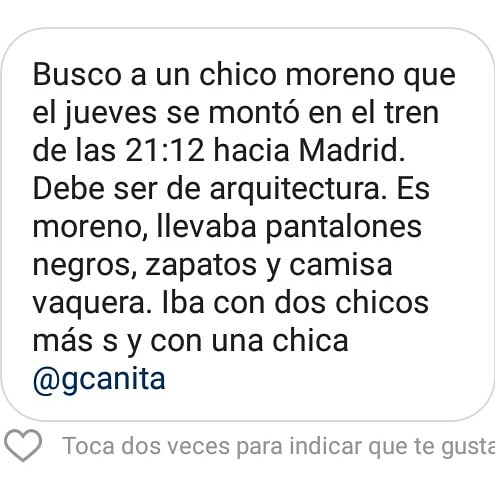 Busco a un chico moreno que
el jueves se montó en el tren
de las 21:12 hacia Madrid.
Debe ser de arquitectura. Es
moreno, llevaba pantalones
negros, zapatos y camisa
vaquera. Iba con dos chicos
más s y con una chica
@gcanita
Toca dos veces para indicar que te gusta